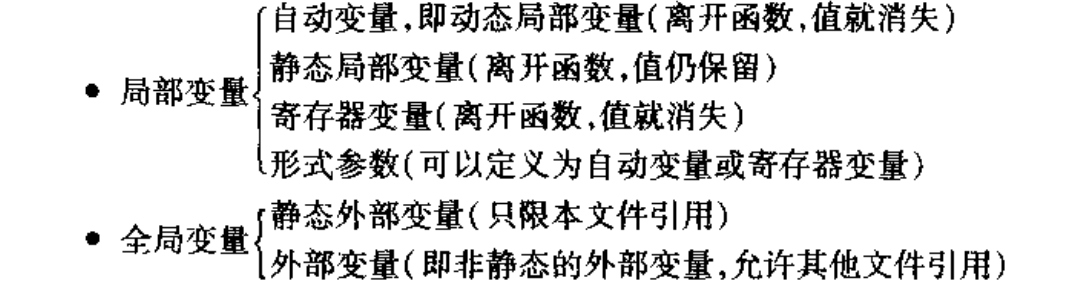 自动变量,即动态局部变量(离开函数,值就消失)
静态局部变量(离开函数,值仍保留)
● 局部变量
寄存器变量(离开函数,值就消失)
形式参数(可以定义为自动变量或寄存器变量)
静态外部变量(只限本文件引用)
● 全局变量
外部变量(即非静态的外部变量,允许其他文件引用)